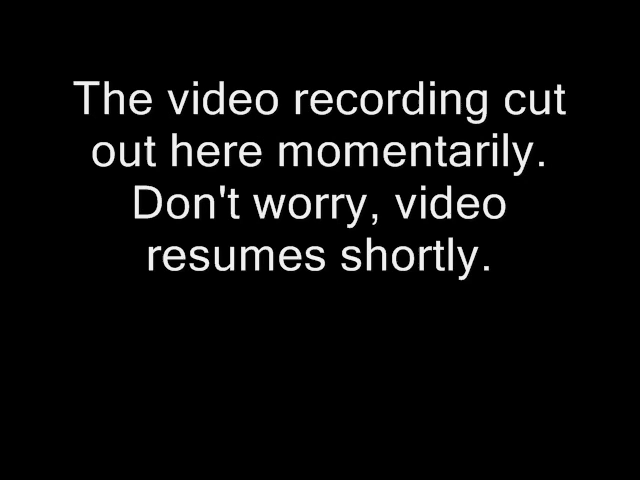 The video recording cut
out here momentarily.
Don't worry, video
resumes shortly.